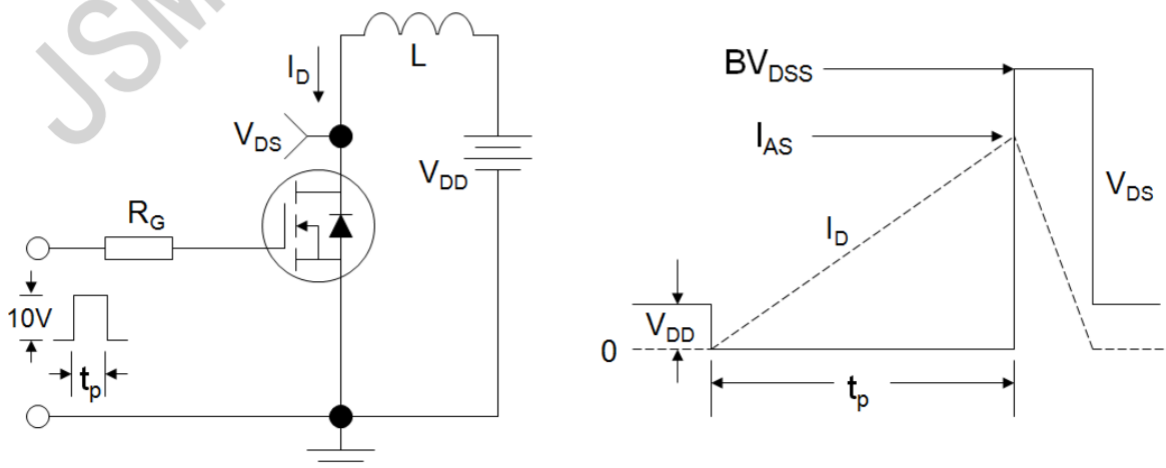 JSM
I_D
L
V_DS
V_DD
R_G
10V
t_p
BV_DSS
I_AS
V_DS
I_D
V_DD
0
t_p